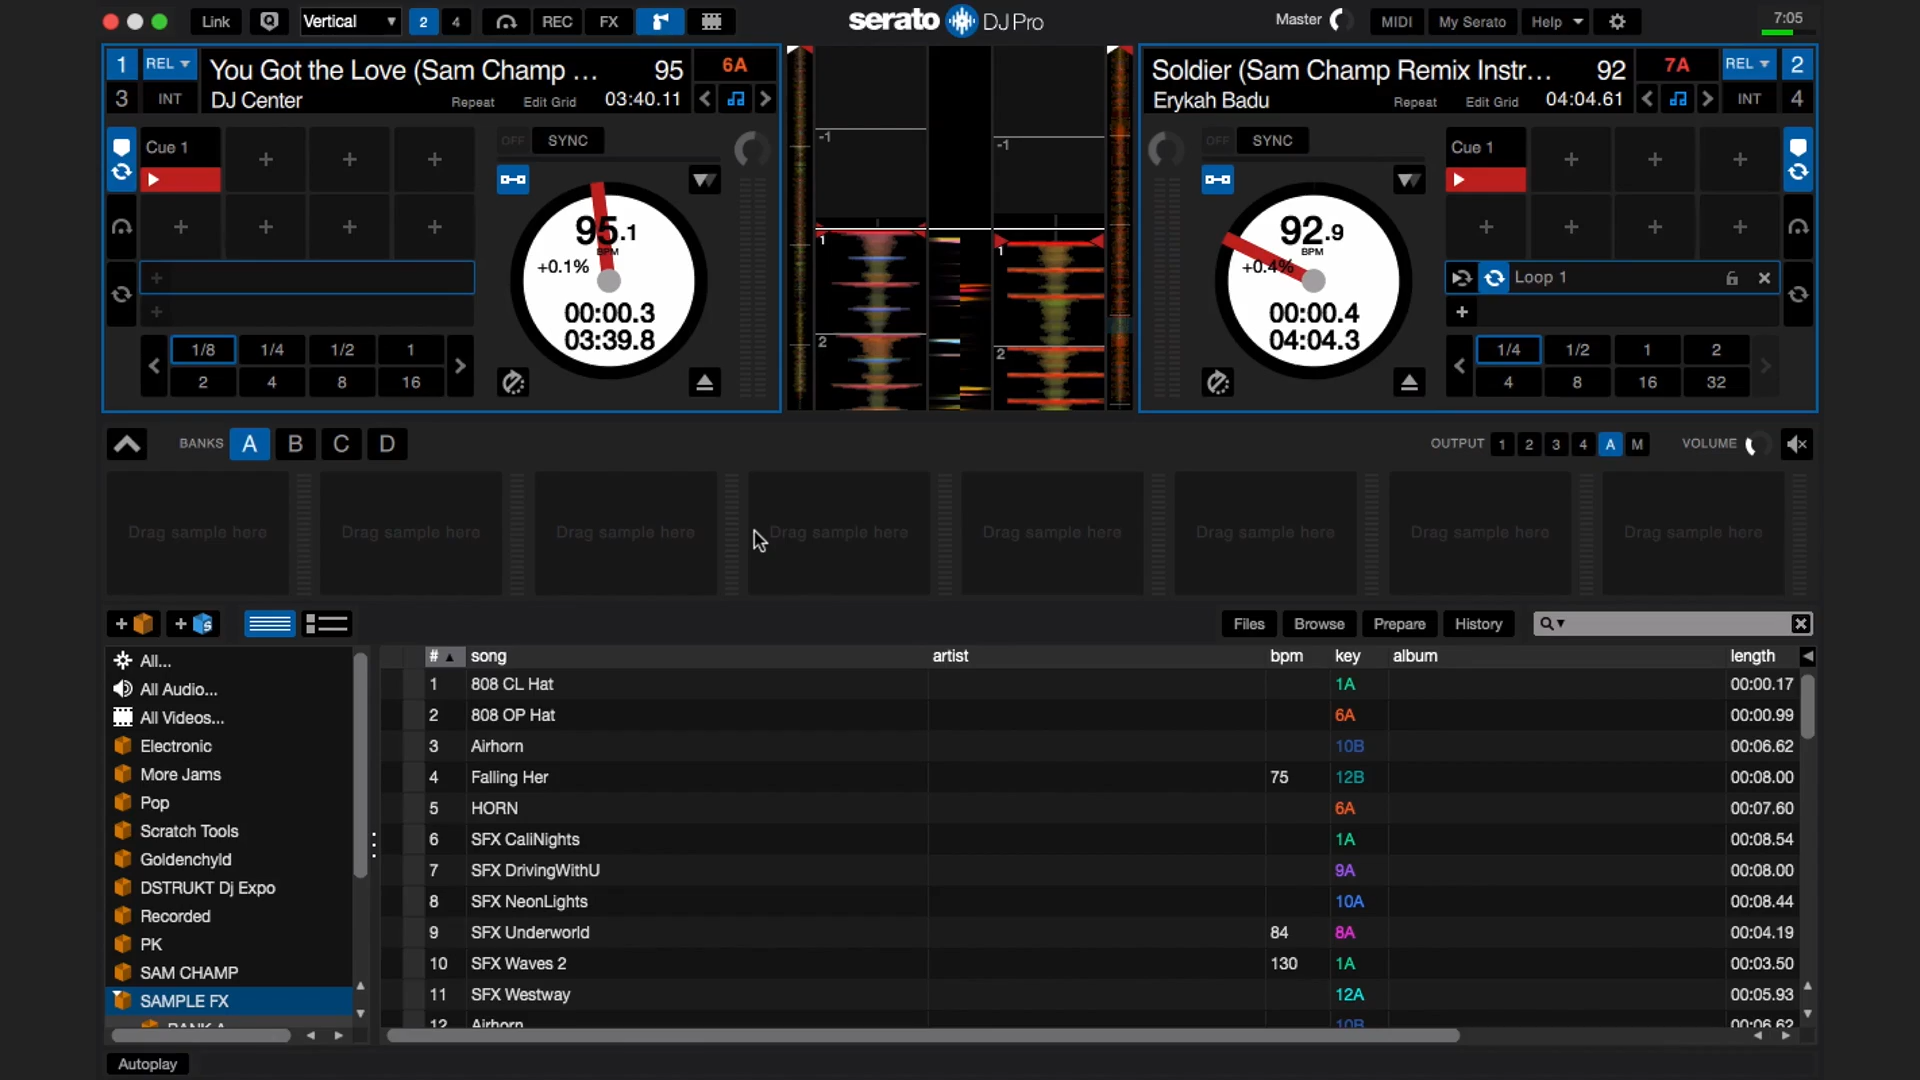 Link Vertical 2 4 REC FX serato DJ Pro Master MIDI My Serato Help 7:05
1 REL You Got the Love (Sam Champ ... 95 6A
3 INT DJ Center Repeat Edit Grid 03:40.11
Soldier (Sam Champ Remix Instr... 92 7A REL 2
Erykah Badu Repeat Edit Grid 04:04.61 INT 4
Cue 1 OFF SYNC
95.1
BPM
+0.1%
00:00.3
03:39.8
1/8 1/4 1/2 1
2 4 8 16
-1 -1
1 1
2 2
OFF SYNC Cue 1
92.9
BPM
+0.4%
00:00.4
04:04.3
Loop 1
1/4 1/2 1 2
4 8 16 32
BANKS A B C D OUTPUT 1 2 3 4 A M VOLUME
Drag sample here Drag sample here Drag sample here Drag sample here Drag sample here Drag sample here Drag sample here Drag sample here
Files Browse Prepare History
All...
All Audio...
All Videos...
Electronic
More Jams
Pop
Scratch Tools
Goldenchyld
DSTRUKT Dj Expo
Recorded
PK
SAM CHAMP
SAMPLE FX
BANK A
# song artist bpm key album length
1 808 CL Hat 1A 00:00.17
2 808 OP Hat 6A 00:00.99
3 Airhorn 10B 00:06.62
4 Falling Her 75 12B 00:08.00
5 HORN 6A 00:07.60
6 SFX CaliNights 1A 00:08.54
7 SFX DrivingWithU 9A 00:08.00
8 SFX NeonLights 10A 00:08.44
9 SFX Underworld 84 8A 00:04.19
10 SFX Waves 2 130 1A 00:03.50
11 SFX Westway 12A 00:05.93
12 Airhorn 10B 00:06.62
Autoplay